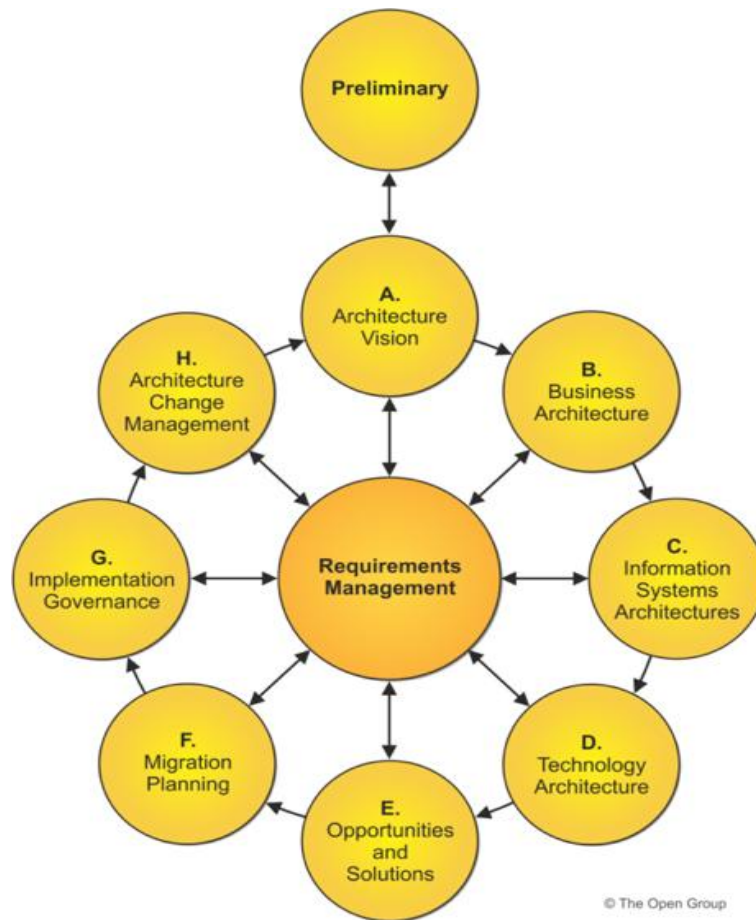 Preliminary
A.
Architecture
Vision
B.
Business
Architecture
C.
Information
Systems
Architectures
D.
Technology
Architecture
E.
Opportunities
and
Solutions
F.
Migration
Planning
G.
Implementation
Governance
H.
Architecture
Change
Management
Requirements
Management
© The Open Group